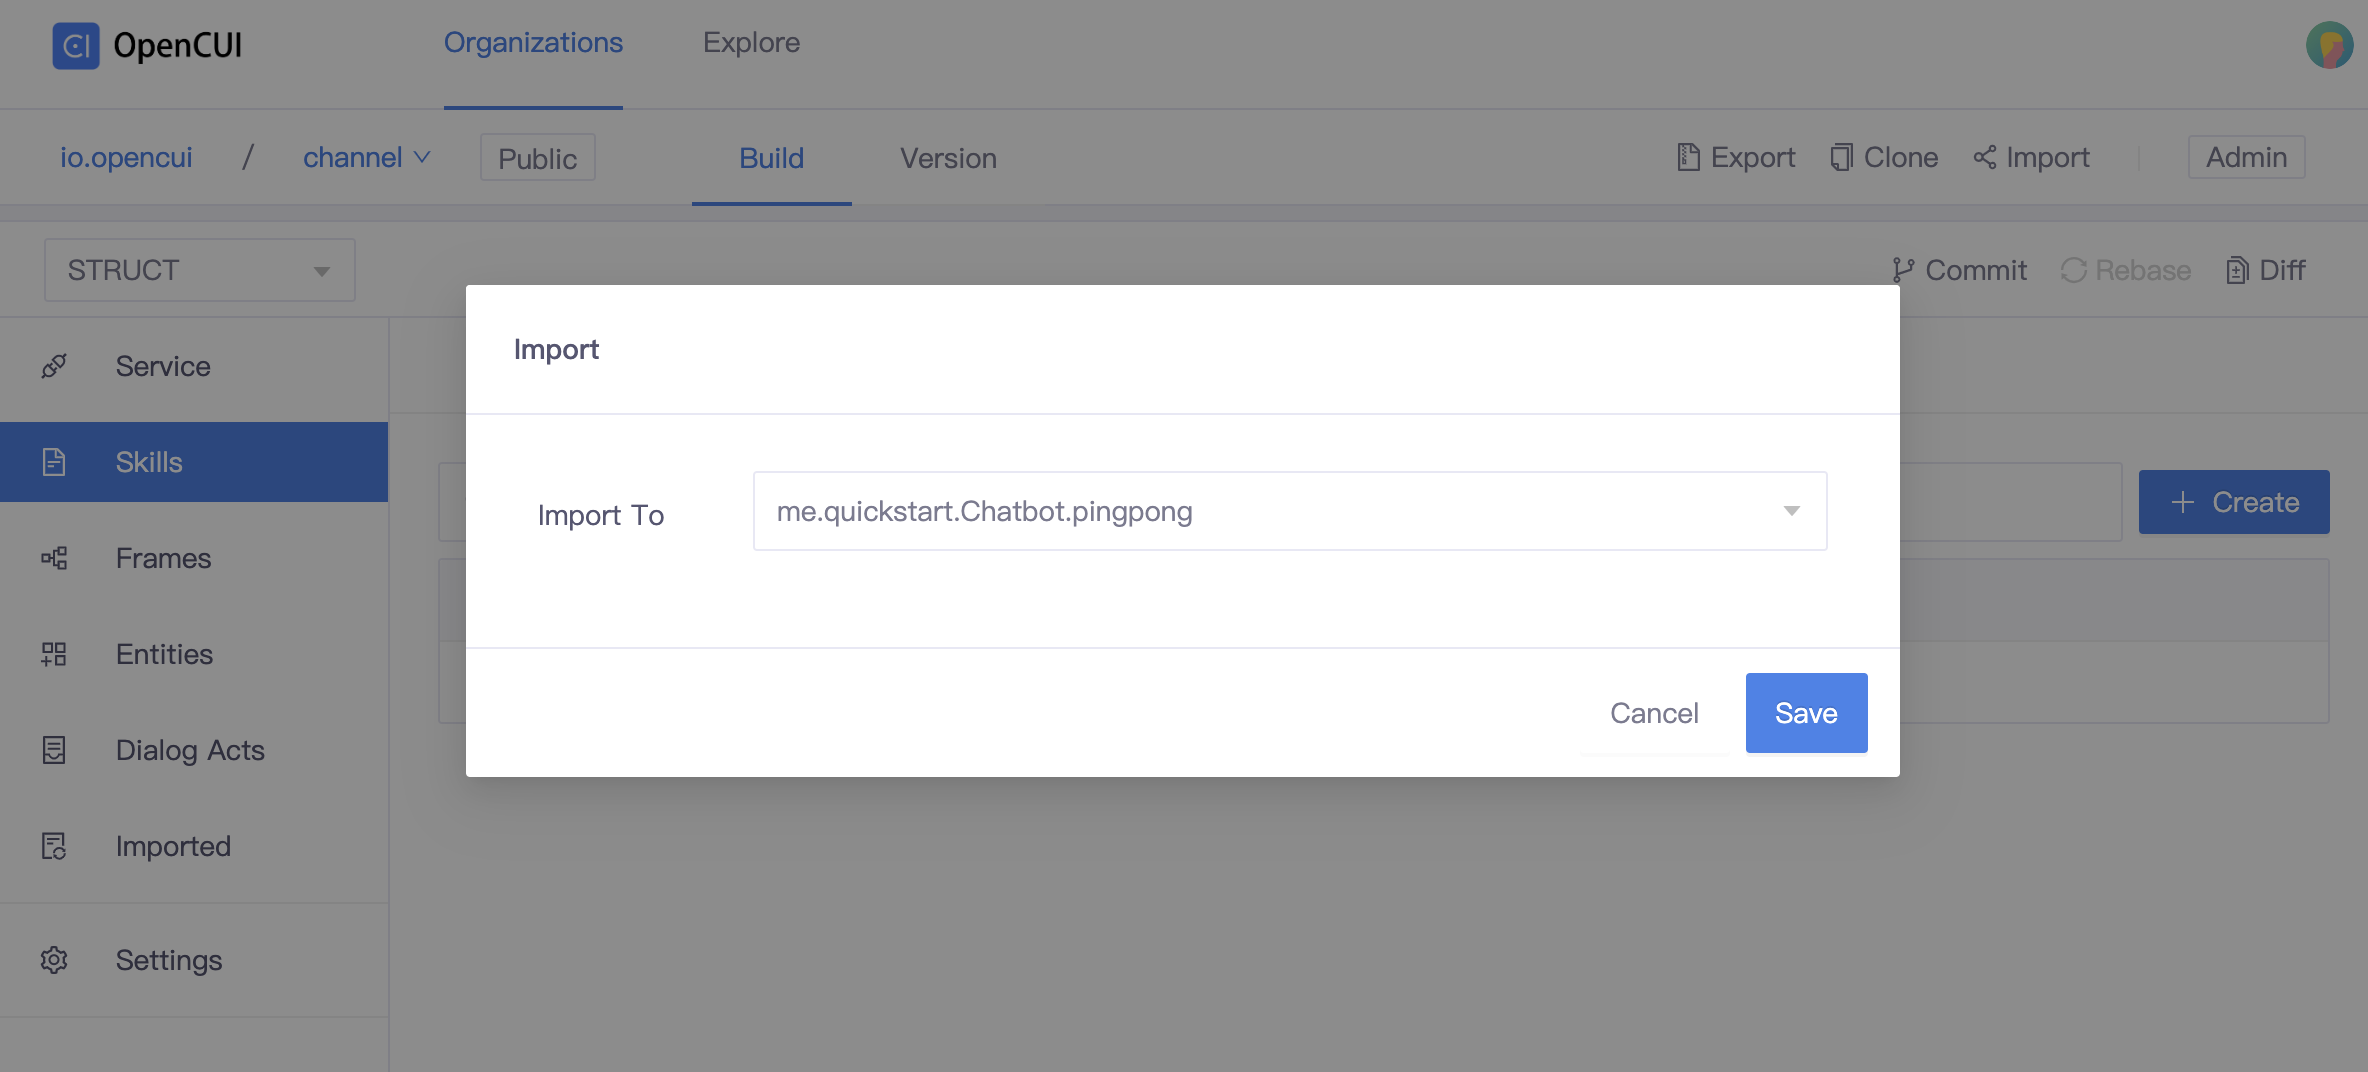 OpenCUI
Organizations
Explore
io.opencui / channel
Public
Build
Version
Export
Clone
Import
Admin
STRUCT
Commit
Rebase
Diff
Service
Skills
Frames
Entities
Dialog Acts
Imported
Settings
Create
Import
Import To
me.quickstart.Chatbot.pingpong
Cancel
Save